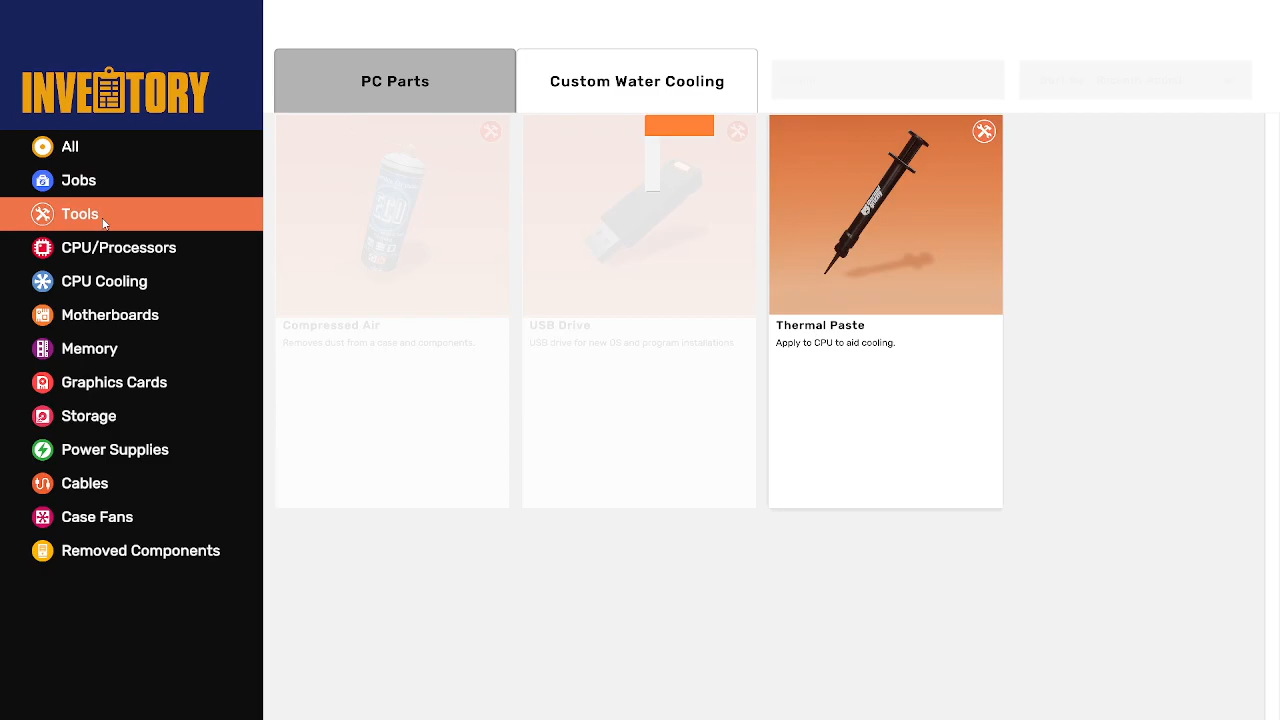 INVENTORY
All
Jobs
Tools
CPU/Processors
CPU Cooling
Motherboards
Memory
Graphics Cards
Storage
Power Supplies
Cables
Case Fans
Removed Components
PC Parts
Custom Water Cooling
Compressed Air
Removes dust from a case and components.
USB Drive
USB drive for new OS and program installations
Thermal Paste
Apply to CPU to aid cooling.